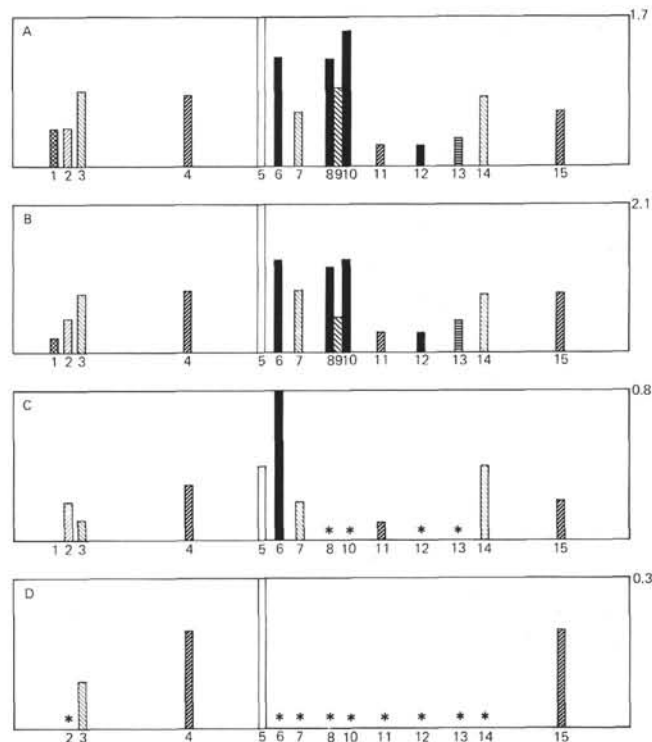 A 1.7
1 2 3 4 5 6 7 8 9 10 11 12 13 14 15
B 2.1
1 2 3 4 5 6 7 8 9 10 11 12 13 14 15
C 0.8
* * * *
1 2 3 4 5 6 7 8 10 11 12 13 14 15
D 0.3
* * * * * * * * *
2 3 4 5 6 7 8 10 11 12 13 14 15